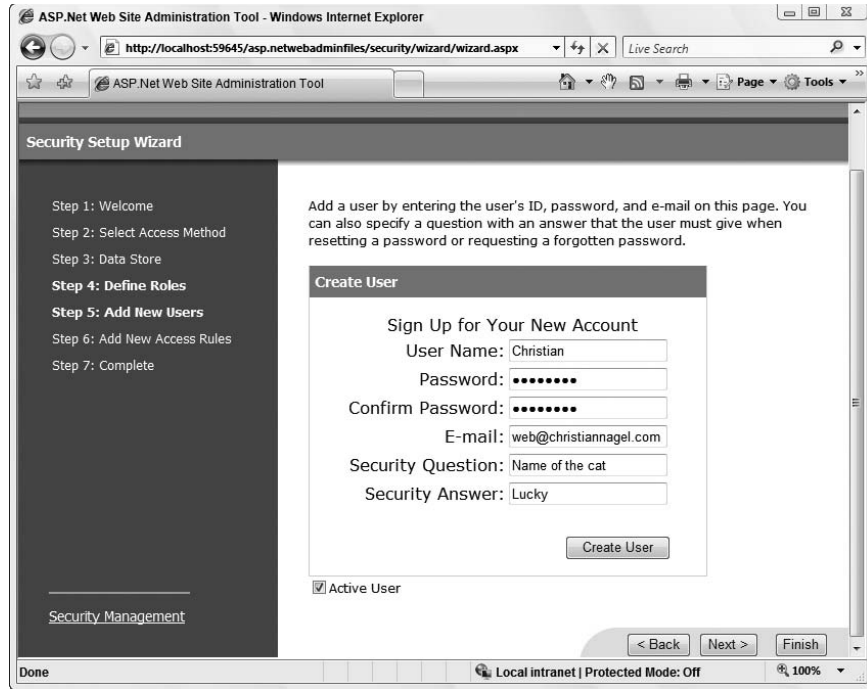 ASP.Net Web Site Administration Tool - Windows Internet Explorer
http://localhost:59645/asp.netwebadminfiles/security/wizard/wizard.aspx
Live Search
ASP.Net Web Site Administration Tool
Page
Tools
Security Setup Wizard
Step 1: Welcome
Step 2: Select Access Method
Step 3: Data Store
Step 4: Define Roles
Step 5: Add New Users
Step 6: Add New Access Rules
Step 7: Complete
Security Management
Add a user by entering the user's ID, password, and e-mail on this page. You
can also specify a question with an answer that the user must give when
resetting a password or requesting a forgotten password.
Create User
Sign Up for Your New Account
User Name: Christian
Password: ••••••••
Confirm Password: ••••••••
E-mail: web@christiannagel.com
Security Question: Name of the cat
Security Answer: Lucky
Create User
Active User
< Back
Next >
Finish
Done
Local intranet | Protected Mode: Off
100%